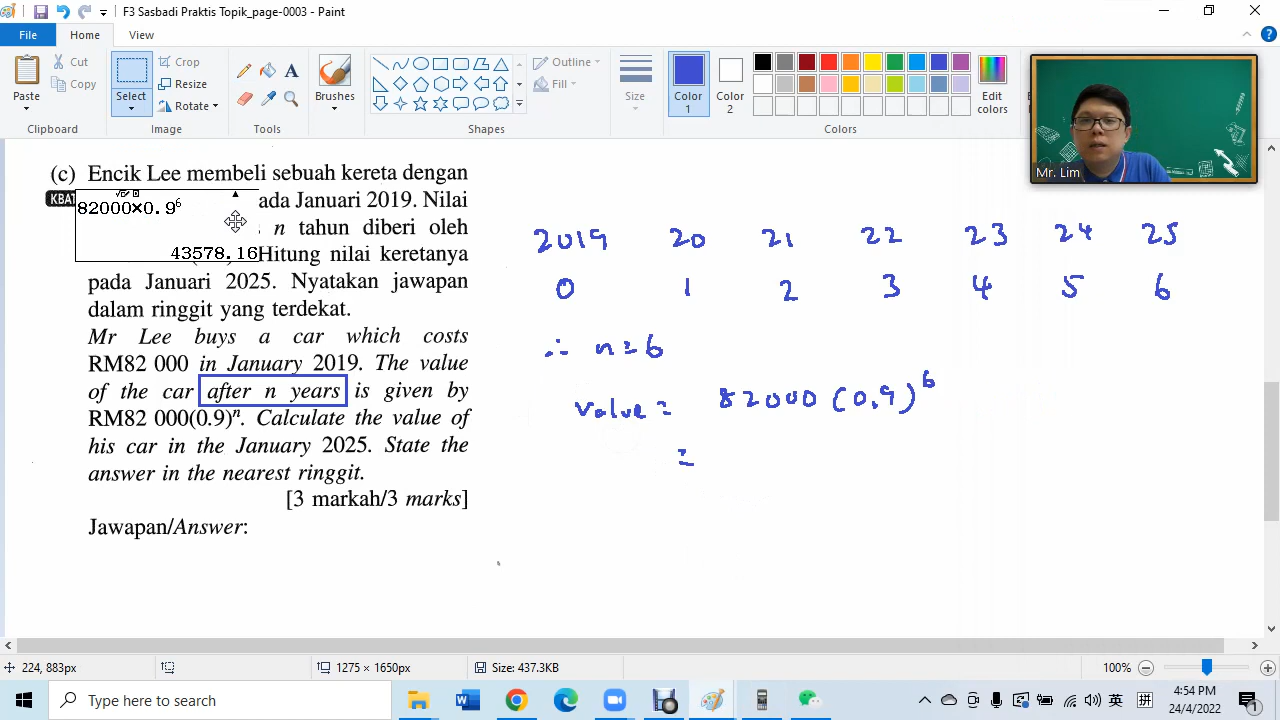 F3 Sasbadi Praktis Topik_page-0003 - Paint
File Home View
Paste Cut Copy Select Crop Resize Rotate Brushes Size Outline Fill Color 1 Color 2 Edit colors
Clipboard Image Tools Shapes Colors
Mr. Lim
(c) Encik Lee membeli sebuah kereta dengan
KBAT
82000×0.9⁶
43578.16
ada Januari 2019. Nilai
n tahun diberi oleh
Hitung nilai keretanya
pada Januari 2025. Nyatakan jawapan
dalam ringgit yang terdekat.
Mr Lee buys a car which costs
RM82 000 in January 2019. The value
of the car after n years is given by
RM82 000(0.9)ⁿ. Calculate the value of
his car in the January 2025. State the
answer in the nearest ringgit.
[3 markah/3 marks]
Jawapan/Answer:
2019 20 21 22 23 24 25
0 1 2 3 4 5 6
∴ n=6
value = 82000(0.9)⁶
=
224, 883px 1275 × 1650px Size: 437.3KB 100%
Type here to search
英 拼 4:54 PM
24/4/2022
1